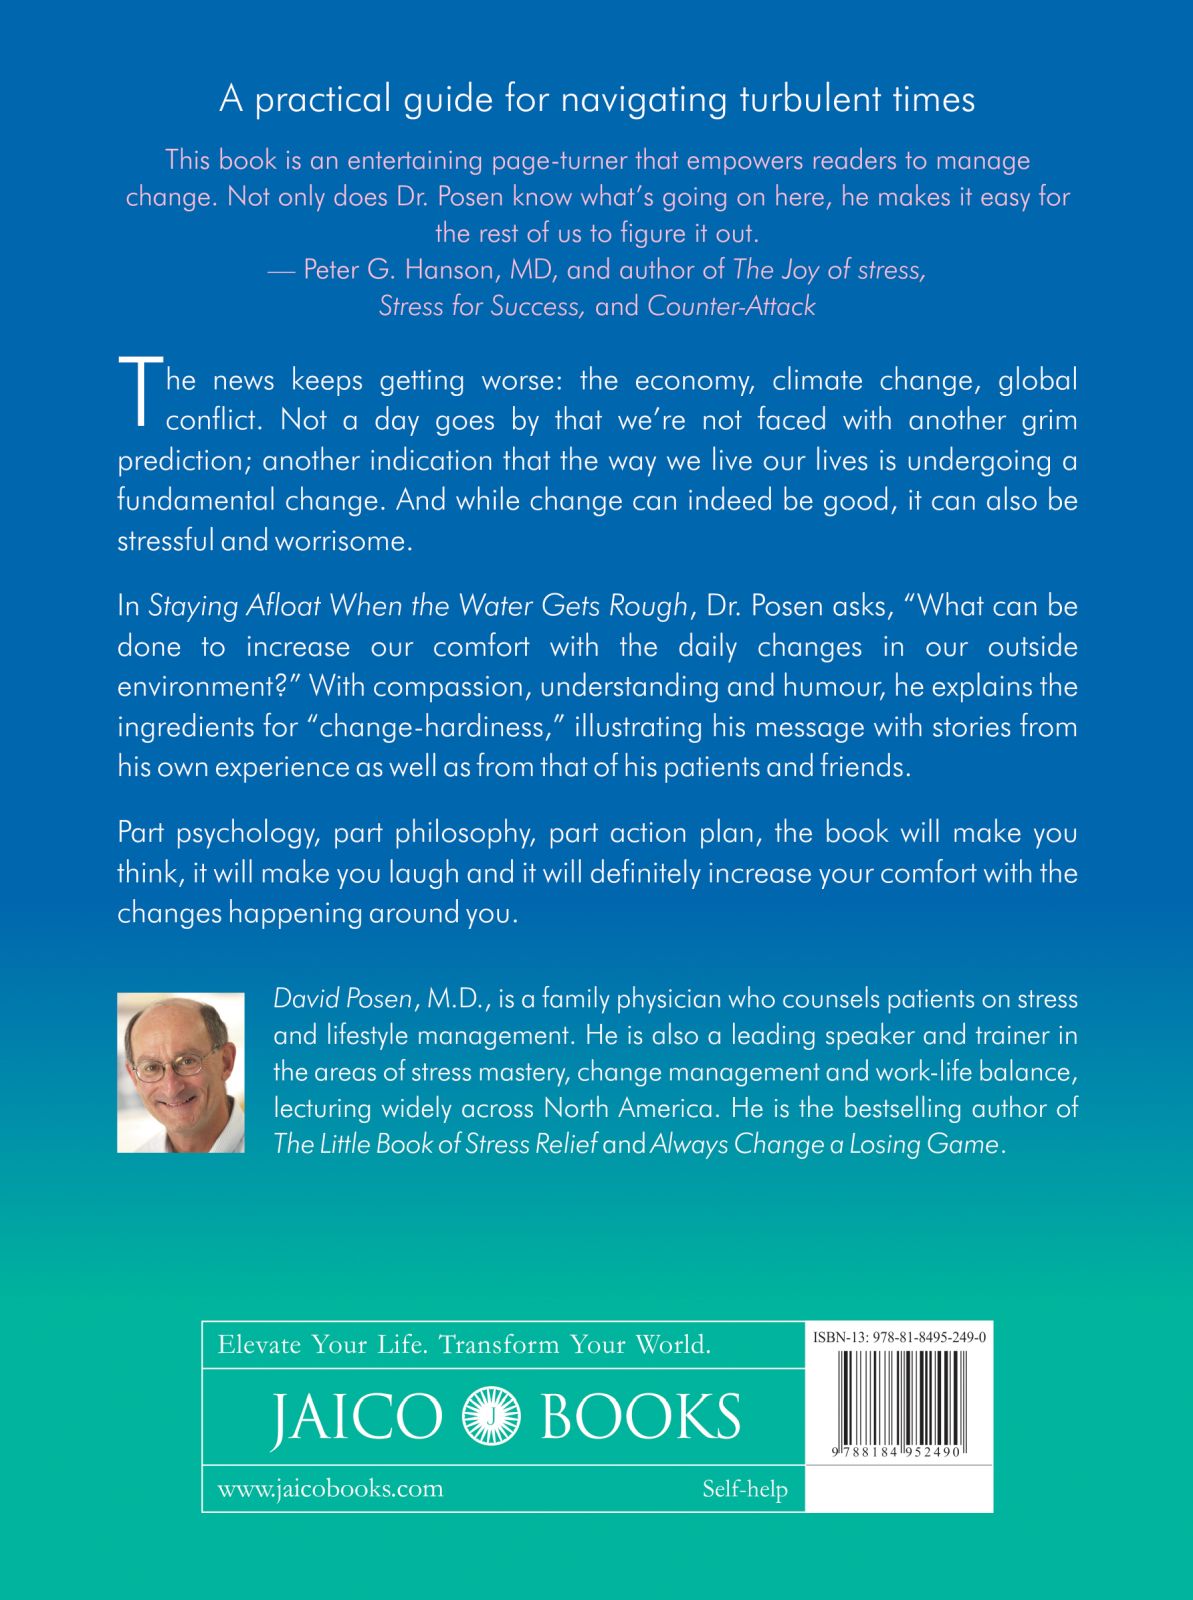 A practical guide for navigating turbulent times
This book is an entertaining page-turner that empowers readers to manage
change. Not only does Dr. Posen know what's going on here, he makes it easy for
the rest of us to figure it out.
— Peter G. Hanson, MD, and author of The Joy of stress,
Stress for Success, and Counter-Attack
The news keeps getting worse: the economy, climate change, global
conflict. Not a day goes by that we're not faced with another grim
prediction; another indication that the way we live our lives is undergoing a
fundamental change. And while change can indeed be good, it can also be
stressful and worrisome.
In Staying Afloat When the Water Gets Rough, Dr. Posen asks, “What can be
done to increase our comfort with the daily changes in our outside
environment?” With compassion, understanding and humour, he explains the
ingredients for “change-hardiness,” illustrating his message with stories from
his own experience as well as from that of his patients and friends.
Part psychology, part philosophy, part action plan, the book will make you
think, it will make you laugh and it will definitely increase your comfort with the
changes happening around you.
David Posen, M.D., is a family physician who counsels patients on stress
and lifestyle management. He is also a leading speaker and trainer in
the areas of stress mastery, change management and work-life balance,
lecturing widely across North America. He is the bestselling author of
The Little Book of Stress Relief and Always Change a Losing Game.
Elevate Your Life. Transform Your World.
JAICO J BOOKS
www.jaicobooks.com
Self-help
ISBN-13: 978-81-8495-249-0
9 788184 952490